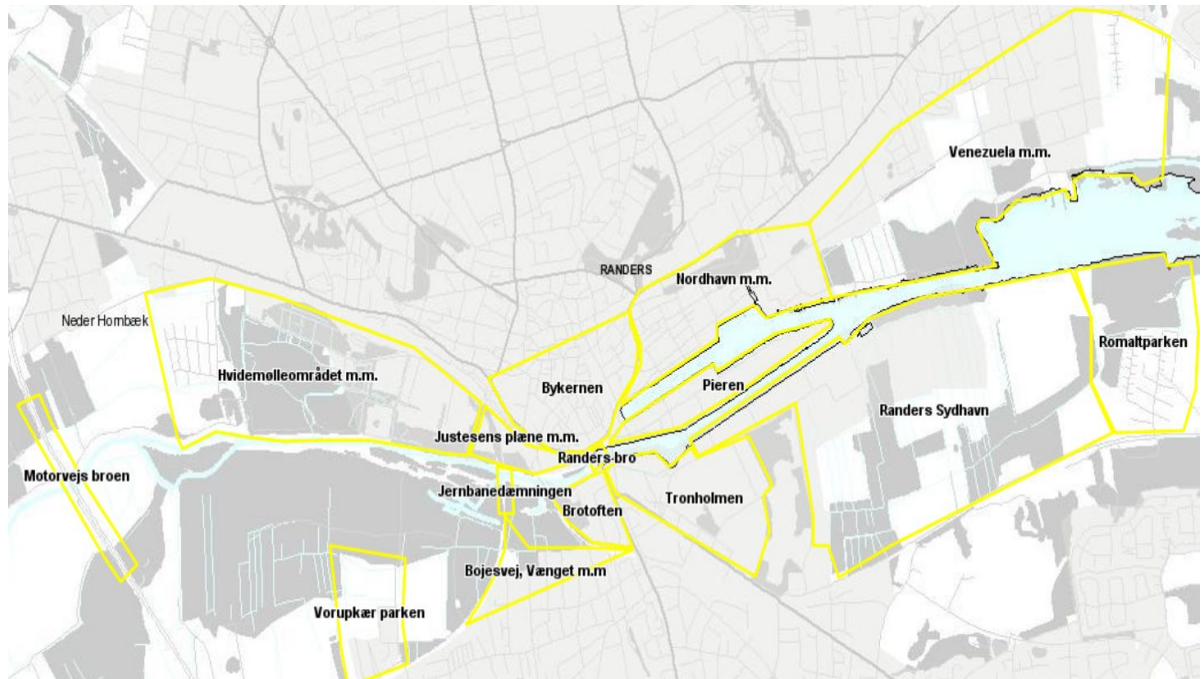 Venezuela m.m.
RANDERS
Nordhavn m.m.
Neder Hornbæk
Romaltparken
Hvidemølleområdet m.m.
Bykernen
Pieren
Randers Sydhavn
Justesens plæne m.m.
Randers-bro
Motorvejs broen
Jernbanedæmningen
Tronholmen
Brotoften
Bojesvej, Vænget m.m
Vorupkær parken